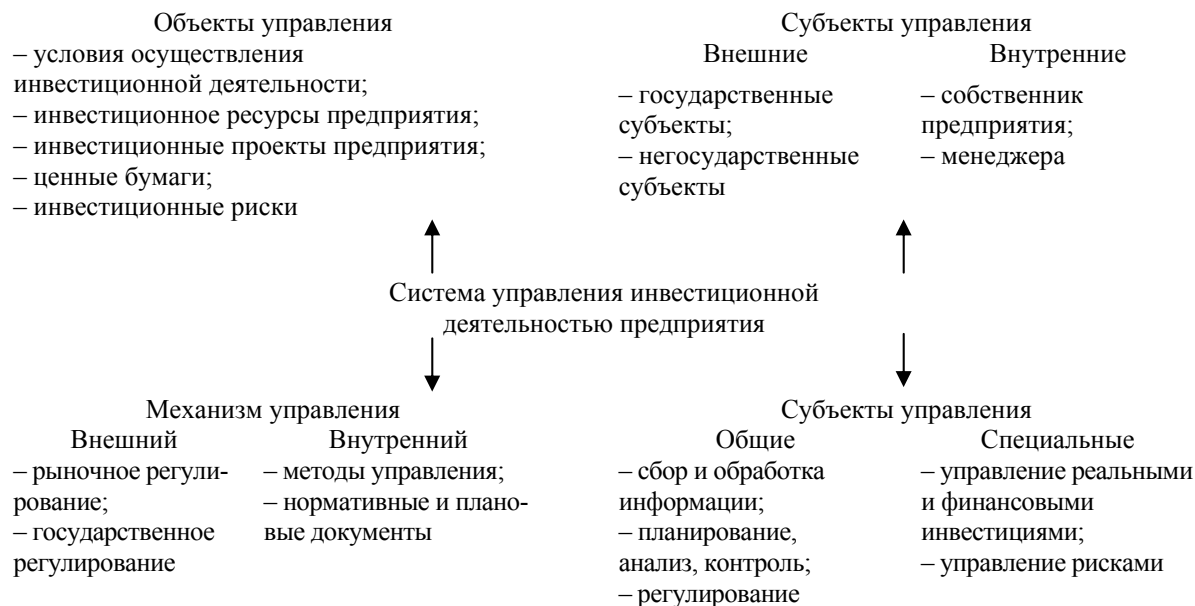 Объекты управления
– условия осуществления
инвестиционной деятельности;
– инвестиционное ресурсы предприятия;
– инвестиционные проекты предприятия;
– ценные бумаги;
– инвестиционные риски
Субъекты управления
Внешние
– государственные
субъекты;
– негосударственные
субъекты
Внутренние
– собственник
предприятия;
– менеджера
Система управления инвестиционной
деятельностью предприятия
Механизм управления
Внешний
– рыночное регули-
рование;
– государственное
регулирование
Внутренний
– методы управления;
– нормативные и плано-
вые документы
Субъекты управления
Общие
– сбор и обработка
информации;
– планирование,
анализ, контроль;
– регулирование
Специальные
– управление реальными
и финансовыми
инвестициями;
– управление рисками